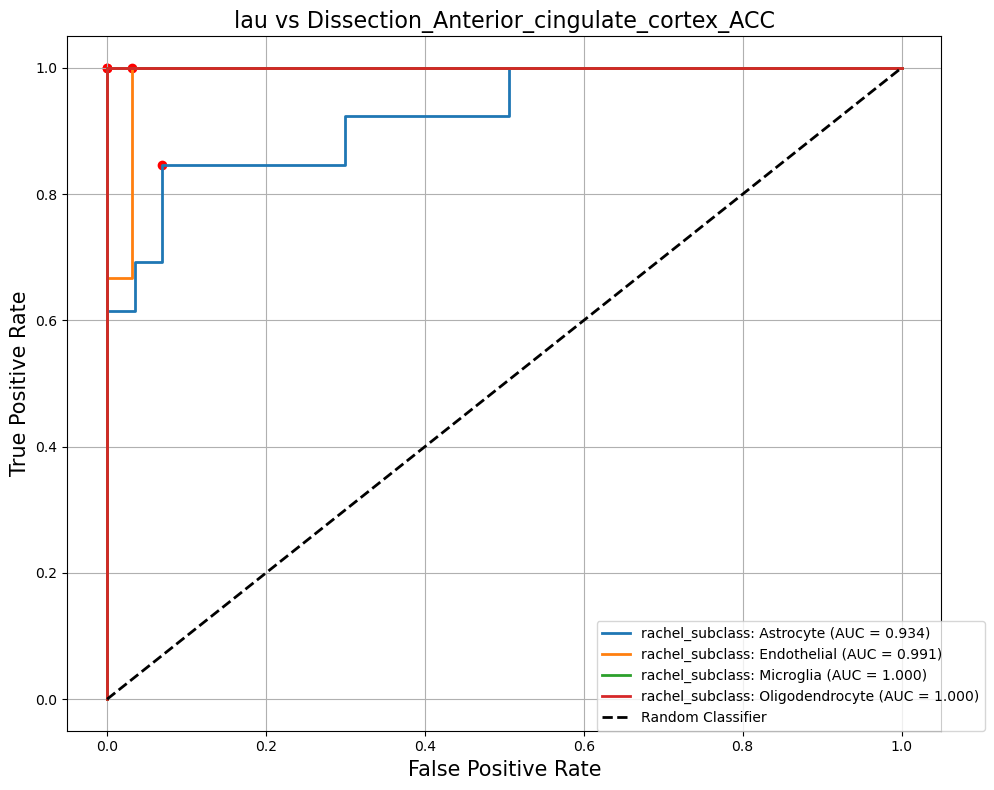 lau vs Dissection_Anterior_cingulate_cortex_ACC
True Positive Rate
1.0
0.8
0.6
0.4
0.2
0.0
rachel_subclass: Astrocyte (AUC = 0.934)
rachel_subclass: Endothelial (AUC = 0.991)
rachel_subclass: Microglia (AUC = 1.000)
rachel_subclass: Oligodendrocyte (AUC = 1.000)
Random Classifier
0.0 0.2 0.4 0.6 0.8 1.0
False Positive Rate